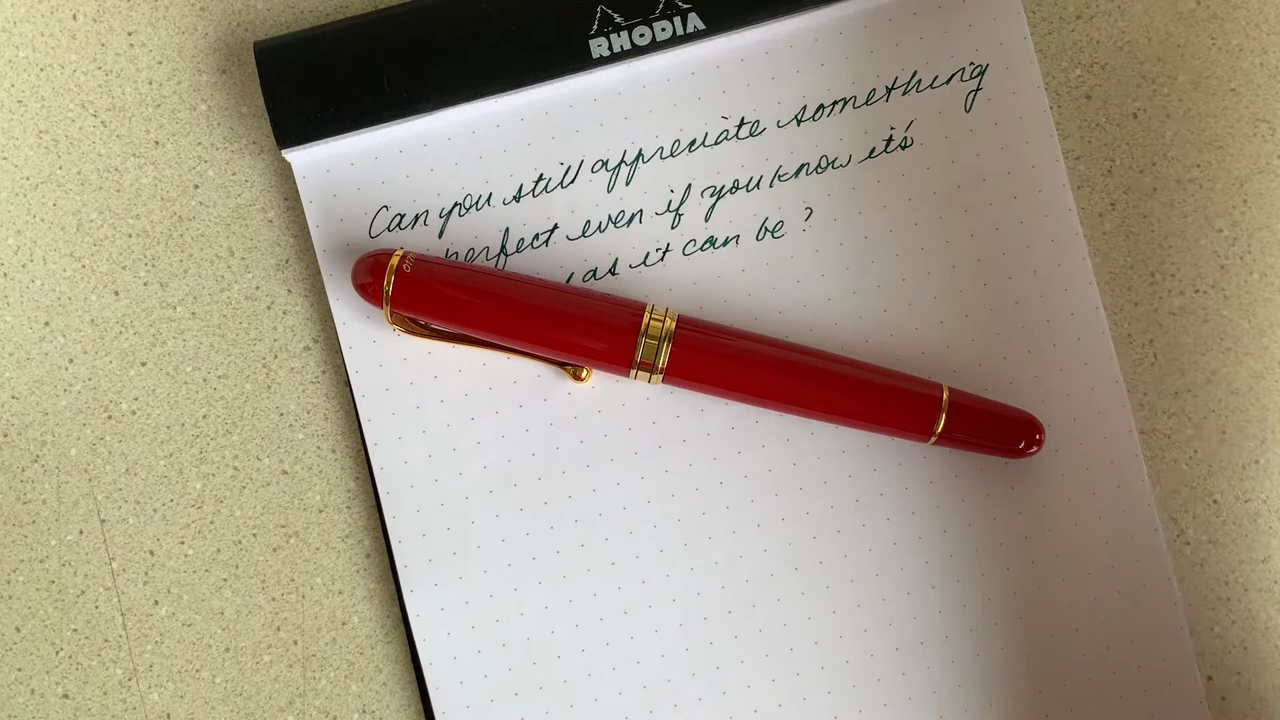 RHODIA
Can you still appreciate something
perfect even if you know it's
as it can be?